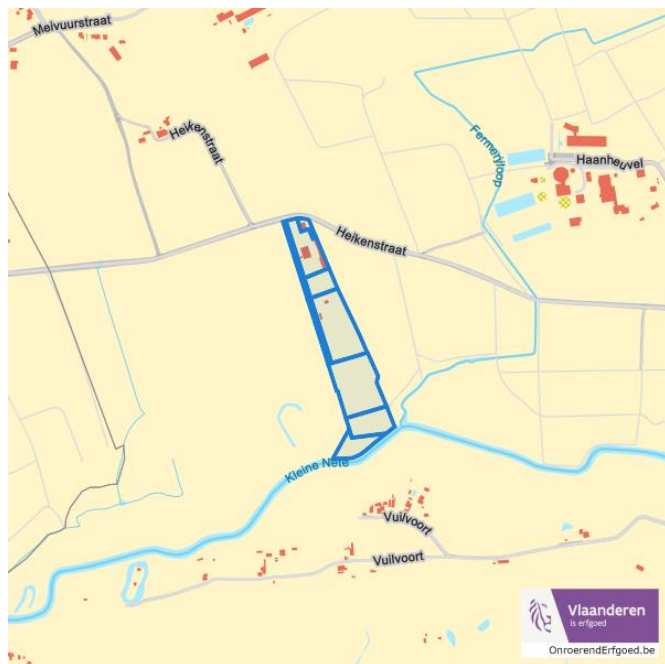 Melvuurstraat
Heikenstraat
Fermerijloop
Haanheuvel
Heikenstraat
Kleine Nete
Vuilvoort
Vuilvoort
Vlaanderen
is erfgoed
OnroerendErfgoed.be